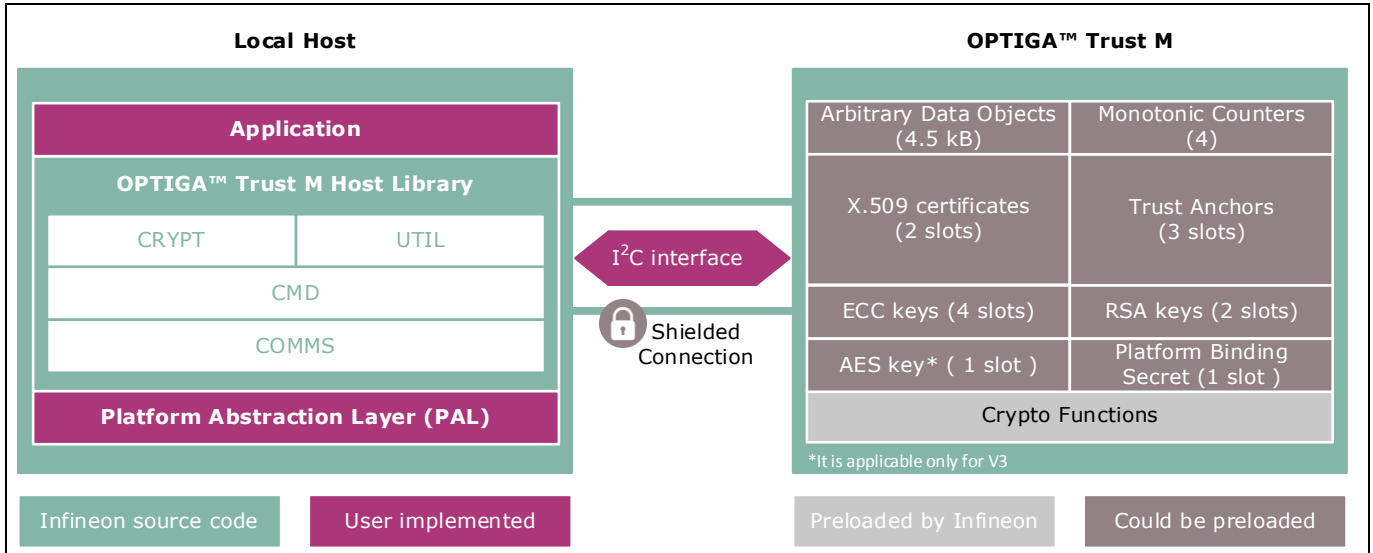 Local Host
OPTIGA™ Trust M
Application
OPTIGA™ Trust M Host Library
CRYPT
UTIL
CMD
COMMS
Platform Abstraction Layer (PAL)
I²C interface
Shielded
Connection
Arbitrary Data Objects
(4.5 kB)
Monotonic Counters
(4)
X.509 certificates
(2 slots)
Trust Anchors
(3 slots)
ECC keys (4 slots)
RSA keys (2 slots)
AES key* ( 1 slot )
Platform Binding
Secret (1 slot )
Crypto Functions
*It is applicable only for V3
Infineon source code
User implemented
Preloaded by Infineon
Could be preloaded